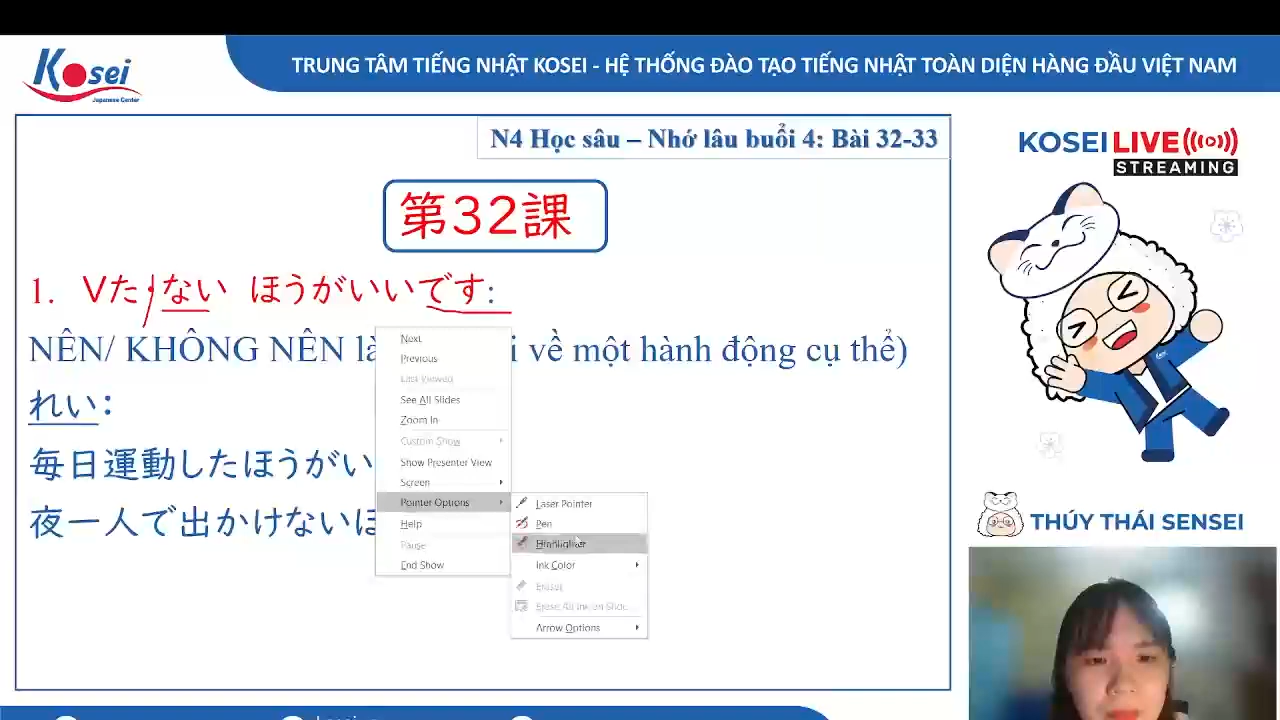 Kosei
Japanese Center
TRUNG TÂM TIẾNG NHẬT KOSEI - HỆ THỐNG ĐÀO TẠO TIẾNG NHẬT TOÀN DIỆN HÀNG ĐẦU VIỆT NAM
N4 Học sâu – Nhớ lâu buổi 4: Bài 32-33
KOSEI LIVE
STREAMING
第32課
1. Vた/ない ほうがいいです:
NÊN/ KHÔNG NÊN là i về một hành động cụ thể)
れい:
毎日運動したほうがい
夜一人で出かけないほ
Next
Previous
Last Viewed
See All Slides
Zoom In
Custom Show
Show Presenter View
Screen
Pointer Options
Help
Pause
End Show
Laser Pointer
Pen
Highlighter
Ink Color
Eraser
Erase All Ink on Slide
Arrow Options
THÚY THÁI SENSEI